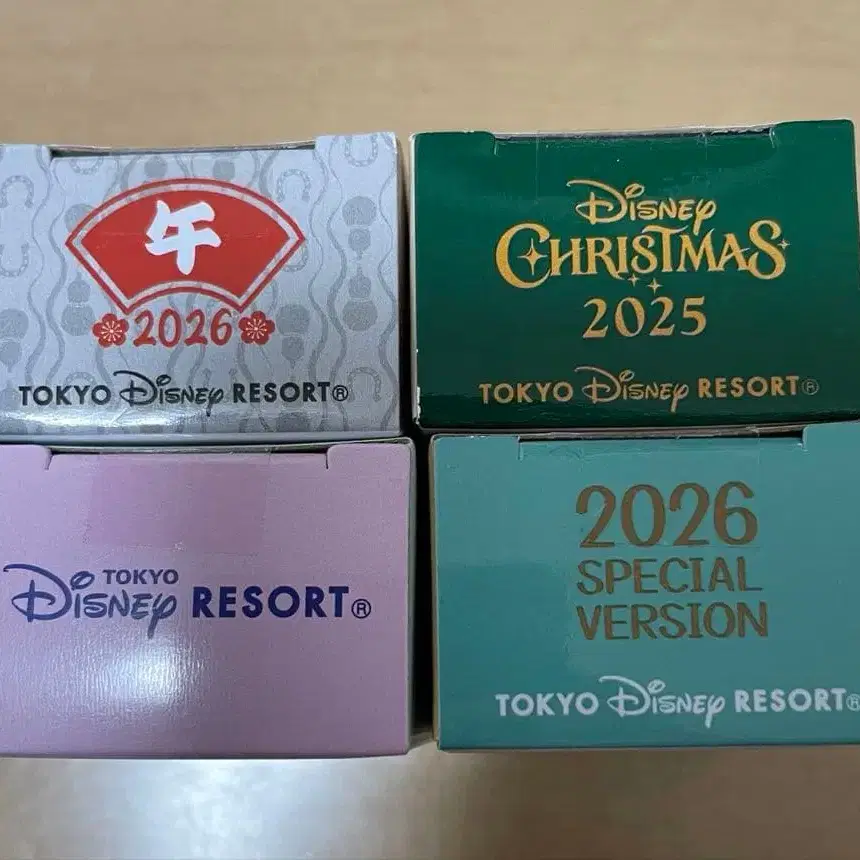 午
2026
TOKYO Disney RESORT®
Disney
CHRISTMAS
2025
TOKYO Disney RESORT®
TOKYO
Disney RESORT®
2026
SPECIAL
VERSION
TOKYO Disney RESORT®